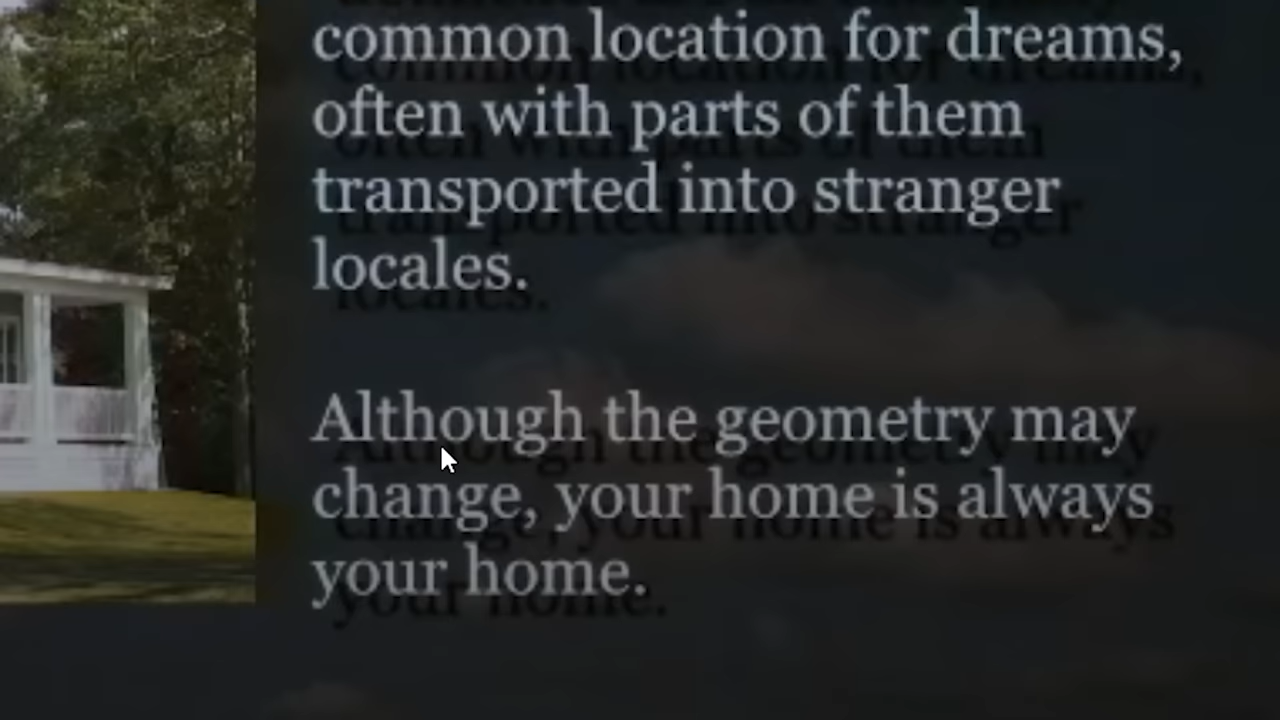 common location for dreams,
often with parts of them
transported into stranger
locales.
Although the geometry may
change, your home is always
your home.